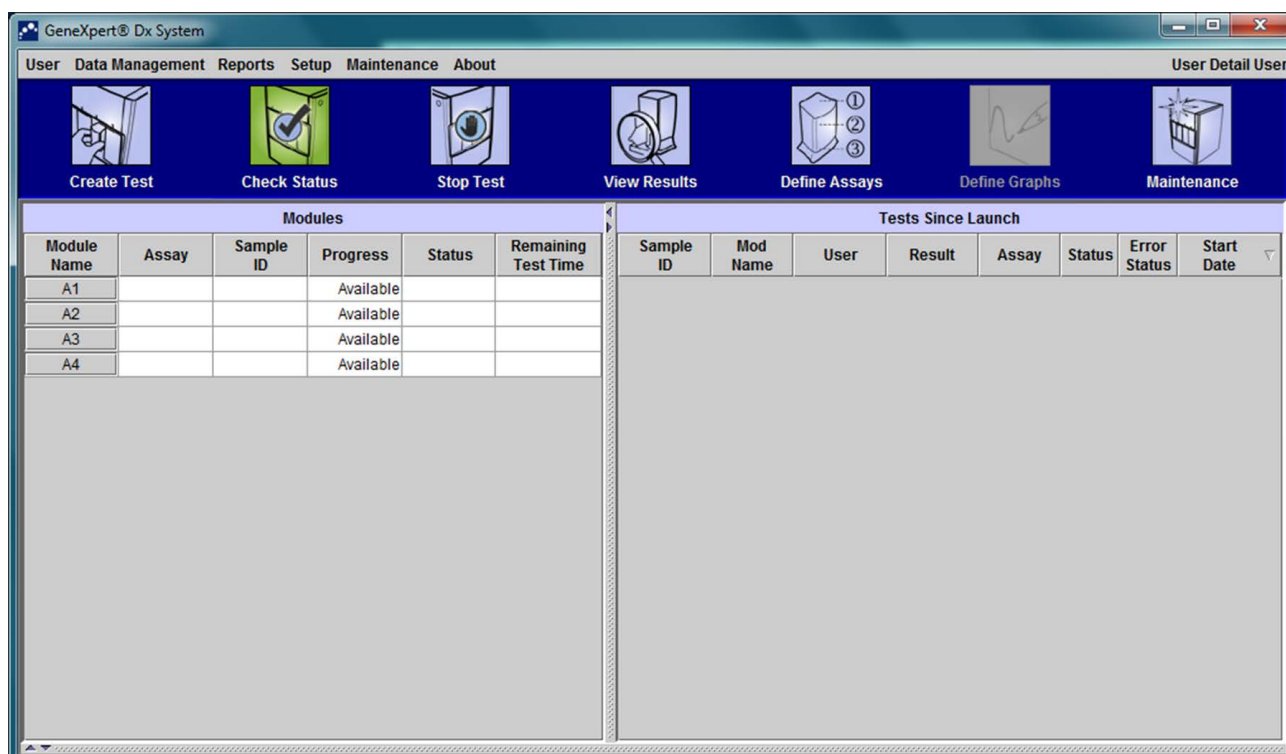 GeneXpert® Dx System
User Data Management Reports Setup Maintenance About User Detail User
① ② ③
Create Test Check Status Stop Test View Results Define Assays Define Graphs Maintenance
Modules Tests Since Launch
Module Name Assay Sample ID Progress Status Remaining Test Time Sample ID Mod Name User Result Assay Status Error Status Start Date
A1 Available
A2 Available
A3 Available
A4 Available